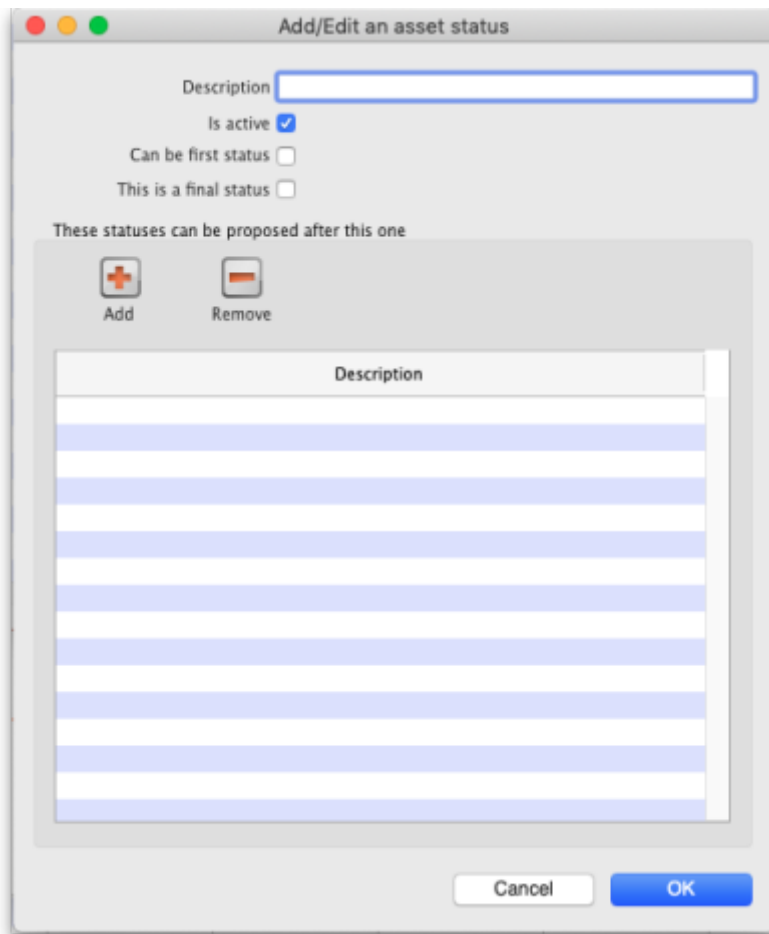 Add/Edit an asset status
Description
Is active
Can be first status
This is a final status
These statuses can be proposed after this one
Add Remove
Description
Cancel OK